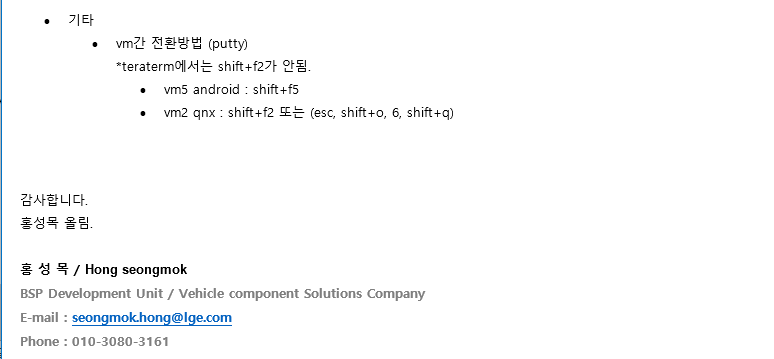 • 기타
• vm간 전환방법 (putty)
*teraterm에서는 shift+f2가 안됨.
• vm5 android : shift+f5
• vm2 qnx : shift+f2 또는 (esc, shift+o, 6, shift+q)
감사합니다.
홍성목 올림.
홍 성 목 / Hong seongmok
BSP Development Unit / Vehicle component Solutions Company
E-mail : seongmok.hong@lge.com
Phone : 010-3080-3161